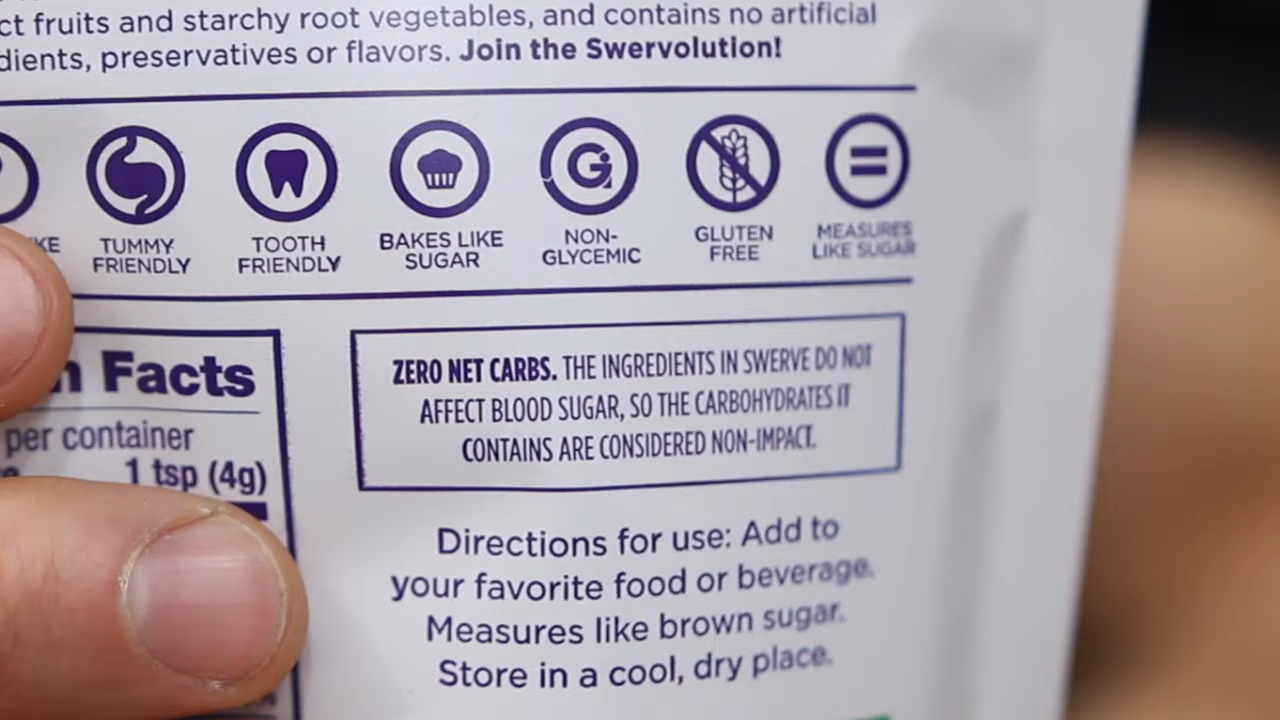 ct fruits and starchy root vegetables, and contains no artificial
dients, preservatives or flavors. Join the Swervolution!
KE
TUMMY
FRIENDLY
TOOTH
FRIENDLY
BAKES LIKE
SUGAR
Gi
NON-
GLYCEMIC
GLUTEN
FREE
MEASURES
LIKE SUGAR
n Facts
per container
1 tsp (4g)
ZERO NET CARBS. THE INGREDIENTS IN SWERVE DO NOT
AFFECT BLOOD SUGAR, SO THE CARBOHYDRATES IT
CONTAINS ARE CONSIDERED NON-IMPACT.
Directions for use: Add to
your favorite food or beverage.
Measures like brown sugar.
Store in a cool, dry place.